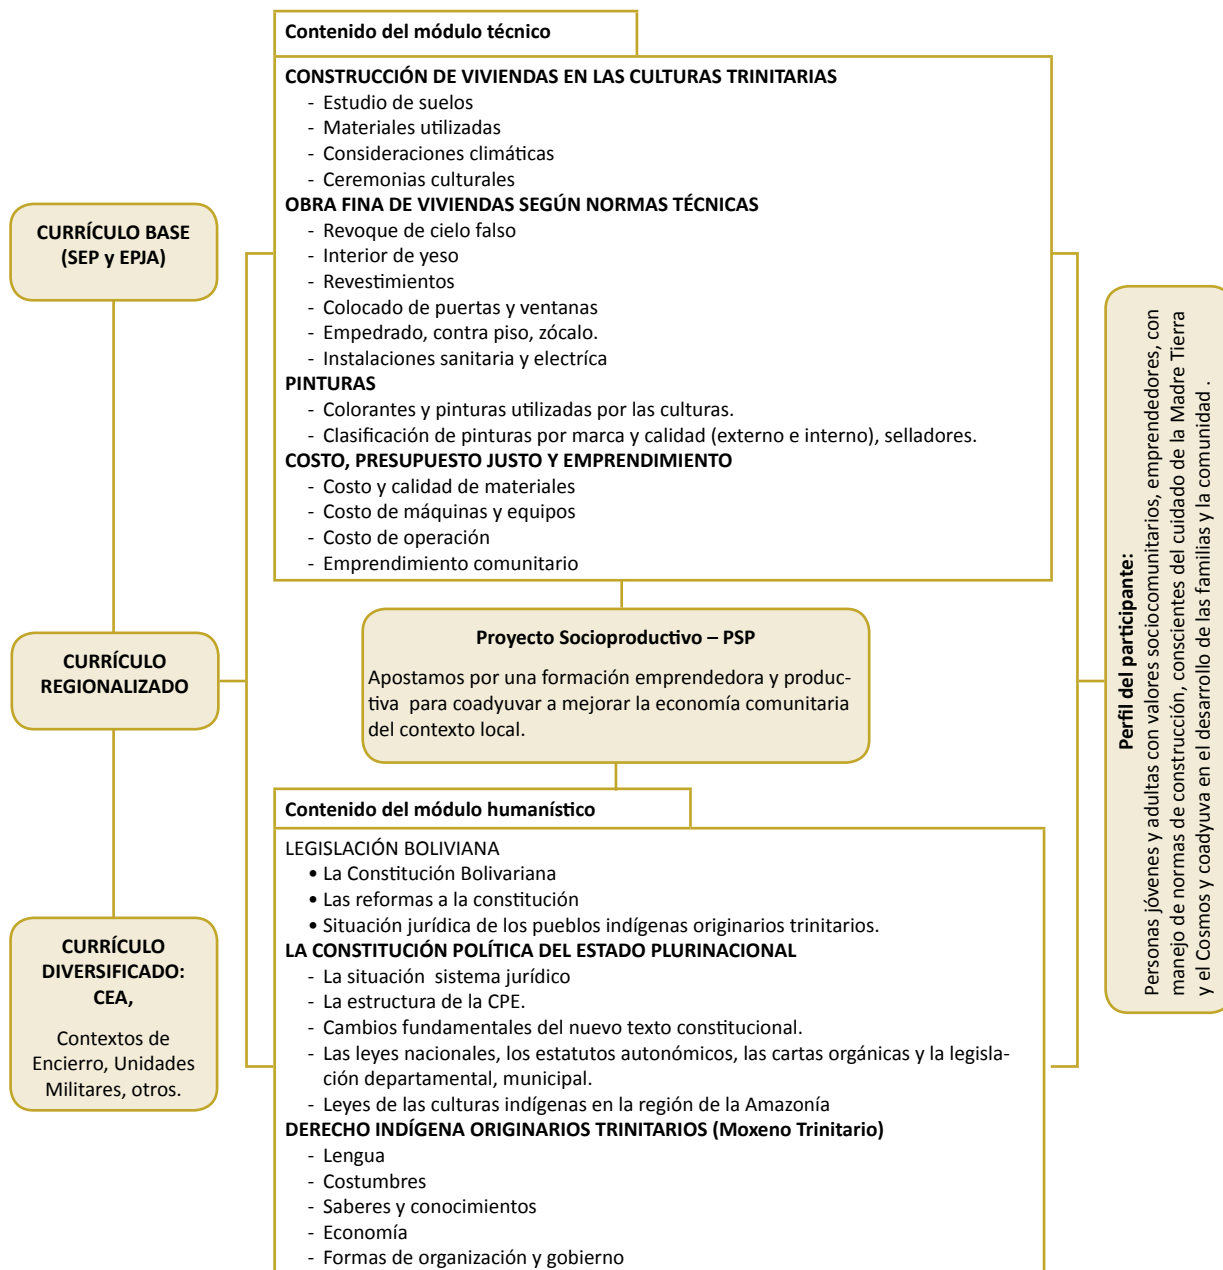 Contenido del módulo técnico
CONSTRUCCIÓN DE VIVIENDAS EN LAS CULTURAS TRINITARIAS
- Estudio de suelos
- Materiales utilizadas
- Consideraciones climáticas
- Ceremonias culturales
OBRA FINA DE VIVIENDAS SEGÚN NORMAS TÉCNICAS
- Revoque de cielo falso
- Interior de yeso
- Revestimientos
- Colocado de puertas y ventanas
- Empedrado, contra piso, zócalo.
- Instalaciones sanitaria y electríca
PINTURAS
- Colorantes y pinturas utilizadas por las culturas.
- Clasificación de pinturas por marca y calidad (externo e interno), selladores.
COSTO, PRESUPUESTO JUSTO Y EMPRENDIMIENTO
- Costo y calidad de materiales
- Costo de máquinas y equipos
- Costo de operación
- Emprendimiento comunitario
CURRÍCULO BASE
(SEP y EPJA)
CURRÍCULO
REGIONALIZADO
CURRÍCULO
DIVERSIFICADO:
CEA,
Contextos de
Encierro, Unidades
Militares, otros.
Proyecto Socioproductivo – PSP
Apostamos por una formación emprendedora y produc-
tiva para coadyuvar a mejorar la economía comunitaria
del contexto local.
Contenido del módulo humanístico
LEGISLACIÓN BOLIVIANA
• La Constitución Bolivariana
• Las reformas a la constitución
• Situación jurídica de los pueblos indígenas originarios trinitarios.
LA CONSTITUCIÓN POLÍTICA DEL ESTADO PLURINACIONAL
- La situación sistema jurídico
- La estructura de la CPE.
- Cambios fundamentales del nuevo texto constitucional.
- Las leyes nacionales, los estatutos autonómicos, las cartas orgánicas y la legisla-
ción departamental, municipal.
- Leyes de las culturas indígenas en la región de la Amazonía
DERECHO INDÍGENA ORIGINARIOS TRINITARIOS (Moxeno Trinitario)
- Lengua
- Costumbres
- Saberes y conocimientos
- Economía
- Formas de organización y gobierno
Perfil del participante:
Personas jóvenes y adultas con valores sociocomunitarios, emprendedores, con
manejo de normas de construcción, conscientes del cuidado de la Madre Tierra
y el Cosmos y coadyuva en el desarrollo de las familias y la comunidad .